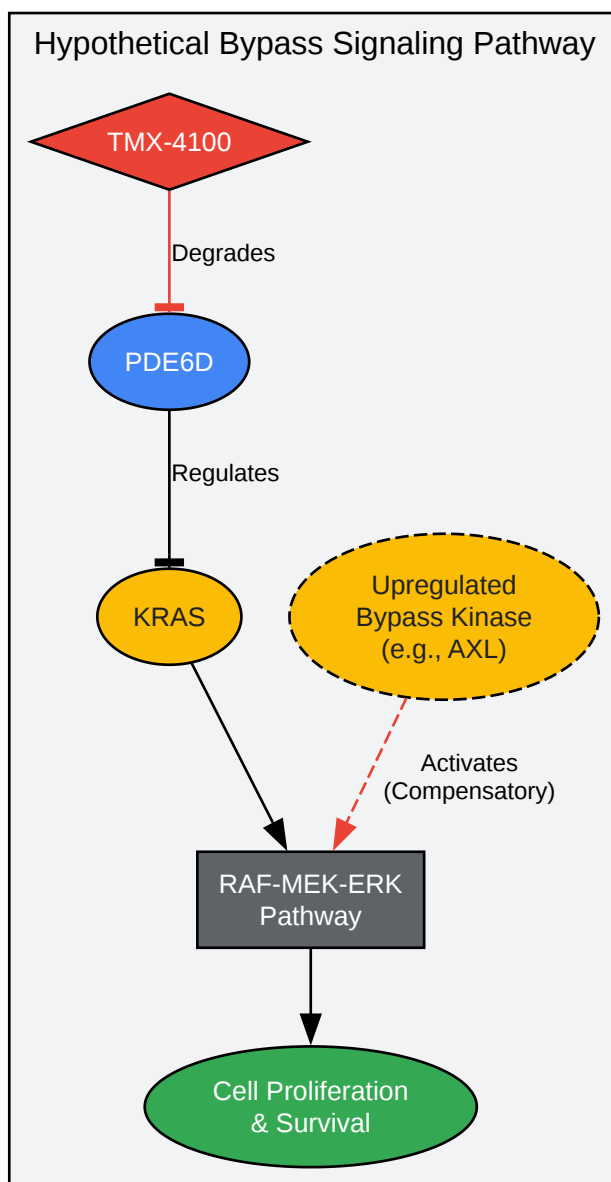 Hypothetical Bypass Signaling Pathway
TMX-4100
Degrades
PDE6D
Regulates
KRAS
Upregulated
Bypass Kinase
(e.g., AXL)
Activates
(Compensatory)
RAF-MEK-ERK
Pathway
Cell Proliferation
& Survival